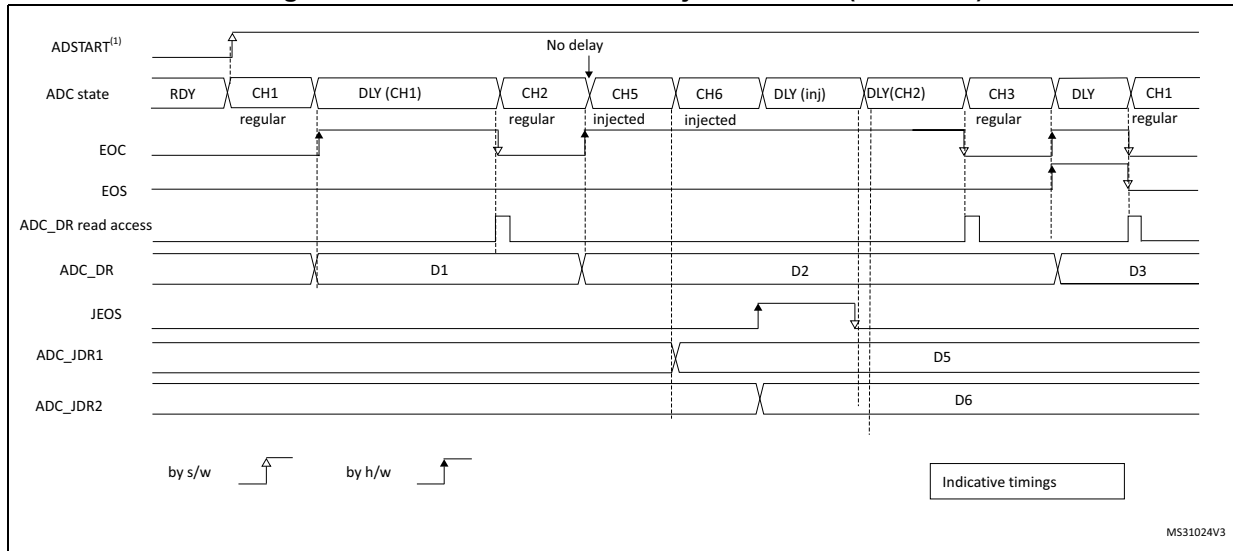 ADSTART(1)
No delay
ADC state RDY CH1 DLY (CH1) CH2 CH5 CH6 DLY (inj) DLY(CH2) CH3 DLY CH1
regular regular injected injected regular regular
EOC
EOS
ADC_DR read access
ADC_DR D1 D2 D3
JEOS
ADC_JDR1 D5
ADC_JDR2 D6
by s/w by h/w Indicative timings
MS31024V3